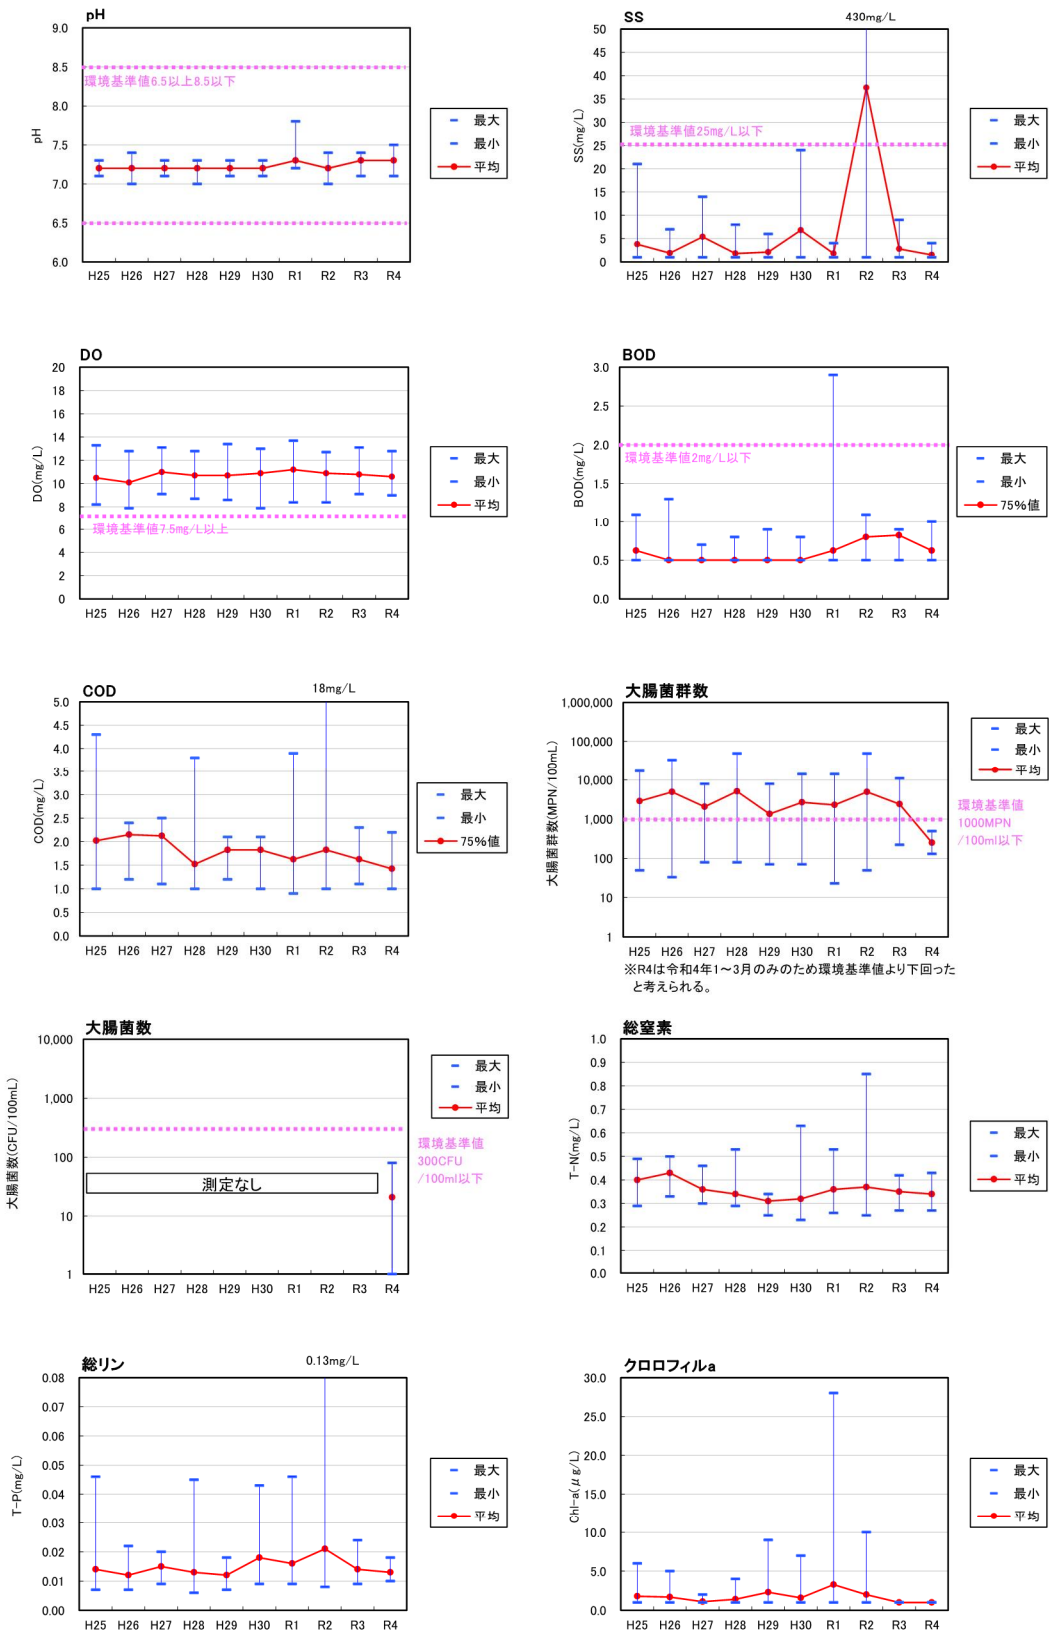 pH
9.0
8.5
8.0
7.5
7.0
6.5
6.0
pH
環境基準値6.5以上8.5以下
H25 H26 H27 H28 H29 H30 R1 R2 R3 R4
最大
最小
平均
SS
430mg/L
50
45
40
35
30
25
20
15
10
5
0
SS(mg/L)
環境基準値25mg/L以下
H25 H26 H27 H28 H29 H30 R1 R2 R3 R4
最大
最小
平均
DO
20
18
16
14
12
10
8
6
4
2
0
DO(mg/L)
環境基準値7.5mg/L以上
H25 H26 H27 H28 H29 H30 R1 R2 R3 R4
最大
最小
平均
BOD
3.0
2.5
2.0
1.5
1.0
0.5
0.0
BOD(mg/L)
環境基準値2mg/L以下
H25 H26 H27 H28 H29 H30 R1 R2 R3 R4
最大
最小
75%値
COD
18mg/L
5.0
4.5
4.0
3.5
3.0
2.5
2.0
1.5
1.0
0.5
0.0
COD(mg/L)
H25 H26 H27 H28 H29 H30 R1 R2 R3 R4
最大
最小
75%値
大腸菌群数
1,000,000
100,000
10,000
1,000
100
10
1
大腸菌群数(MPN/100mL)
H25 H26 H27 H28 H29 H30 R1 R2 R3 R4
最大
最小
平均
環境基準値
1000MPN
/100ml以下
※R4は令和4年1～3月のみのため環境基準値より下回った
と考えられる。
大腸菌数
10,000
1,000
100
10
1
大腸菌数(CFU/100mL)
測定なし
H25 H26 H27 H28 H29 H30 R1 R2 R3 R4
最大
最小
平均
環境基準値
300CFU
/100ml以下
総窒素
1.0
0.9
0.8
0.7
0.6
0.5
0.4
0.3
0.2
0.1
0.0
T-N(mg/L)
H25 H26 H27 H28 H29 H30 R1 R2 R3 R4
最大
最小
平均
総リン
0.13mg/L
0.08
0.07
0.06
0.05
0.04
0.03
0.02
0.01
0.00
T-P(mg/L)
H25 H26 H27 H28 H29 H30 R1 R2 R3 R4
最大
最小
平均
クロロフィルa
30.0
25.0
20.0
15.0
10.0
5.0
0.0
Chl-a(μg/L)
H25 H26 H27 H28 H29 H30 R1 R2 R3 R4
最大
最小
平均